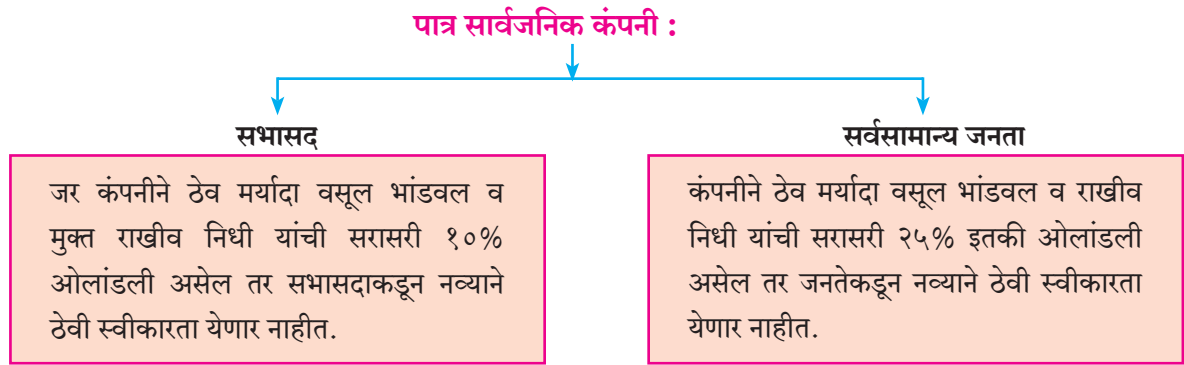 पात्र सार्वजनिक कंपनी :
सभासद
जर कंपनीने ठेव मर्यादा वसूल भांडवल व
मुक्त राखीव निधी यांची सरासरी १०%
ओलांडली असेल तर सभासदाकडून नव्याने
ठेवी स्वीकारता येणार नाहीत.
सर्वसामान्य जनता
कंपनीने ठेव मर्यादा वसूल भांडवल व राखीव
निधी यांची सरासरी २५% इतकी ओलांडली
असेल तर जनतेकडून नव्याने ठेवी स्वीकारता
येणार नाहीत.